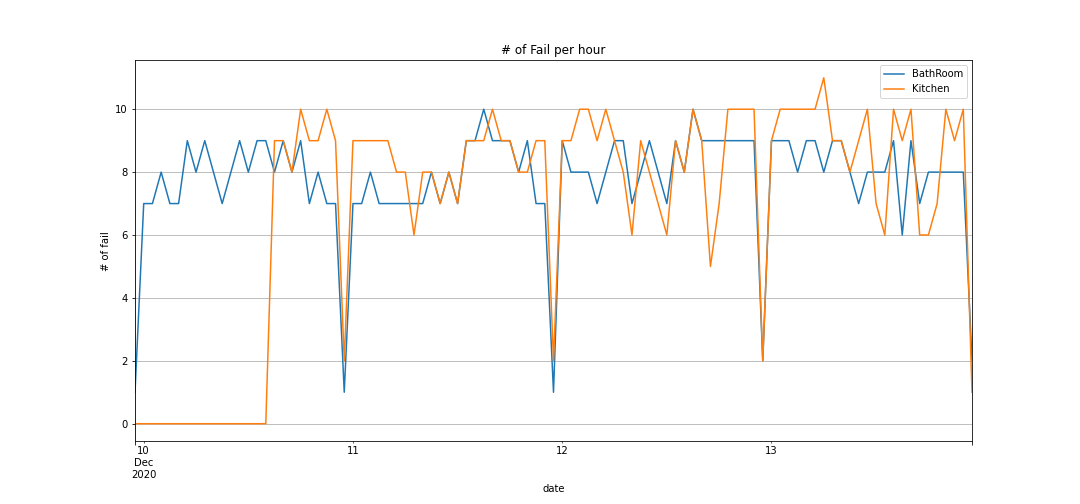 # of Fail per hour
BathRoom
Kitchen
# of fail
10
8
6
4
2
0
10
Dec
2020
11
12
13
date